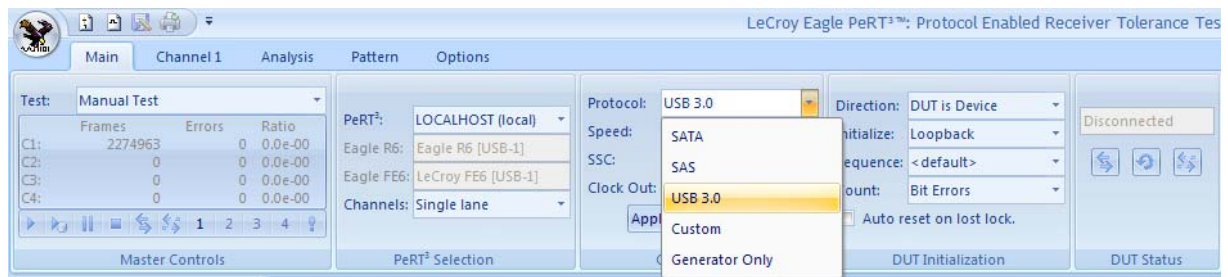 LeCroy Eagle PeRT³™: Protocol Enabled Receiver Tolerance Tes
Main Channel 1 Analysis Pattern Options
Test: Manual Test
Frames Errors Ratio
C1: 2274963 0 0.0e-00
C2: 0 0 0.0e-00
C3: 0 0 0.0e-00
C4: 0 0 0.0e-00
1 2 3 4
Master Controls
PeRT³: LOCALHOST (local)
Eagle R6: Eagle R6 [USB-1]
Eagle FE6: LeCroy FE6 [USB-1]
Channels: Single lane
PeRT³ Selection
Protocol: USB 3.0
Speed:
SSC:
Clock Out:
Appl
SATA
SAS
USB 3.0
Custom
Generator Only
Direction: DUT is Device
nitialize: Loopback
equence: <default>
ount: Bit Errors
Auto reset on lost lock.
DUT Initialization
Disconnected
DUT Status